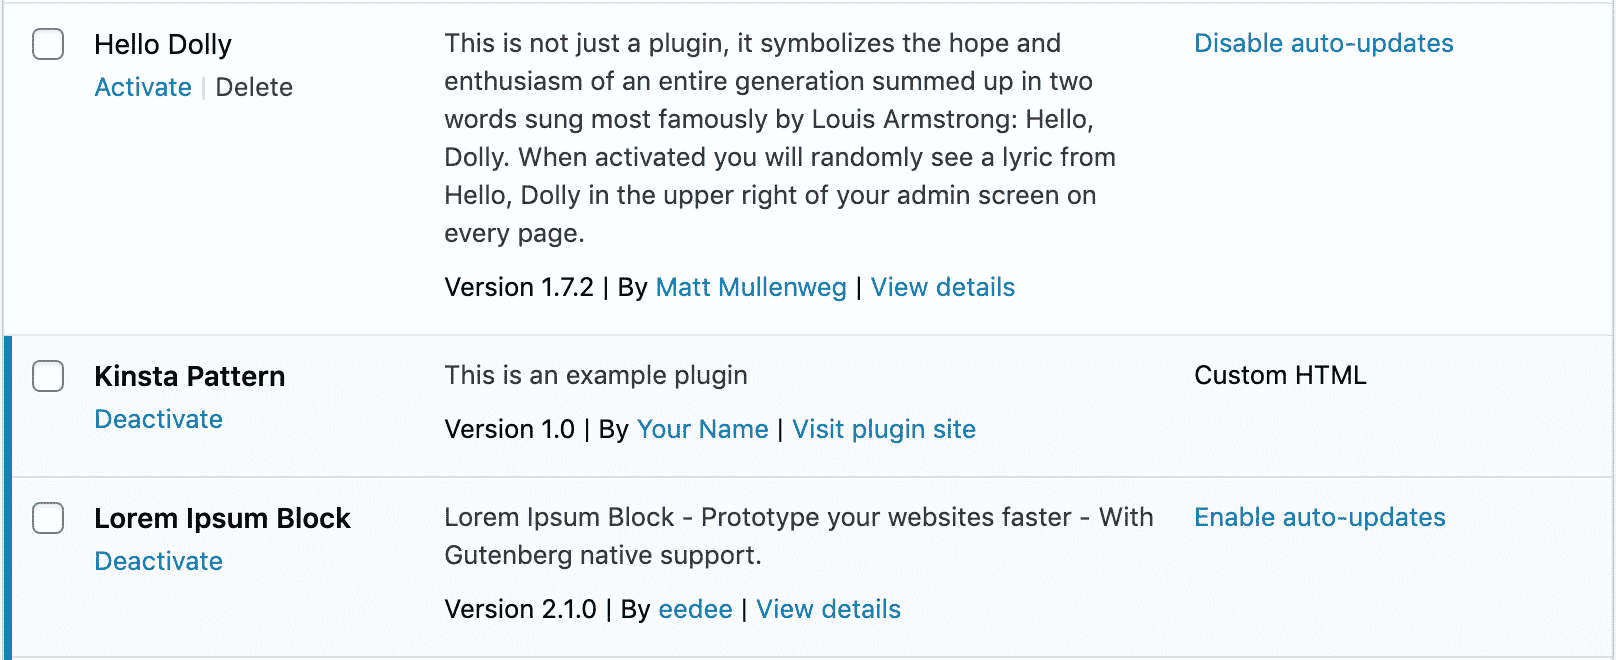 Hello Dolly
Activate | Delete
This is not just a plugin, it symbolizes the hope and
enthusiasm of an entire generation summed up in two
words sung most famously by Louis Armstrong: Hello,
Dolly. When activated you will randomly see a lyric from
Hello, Dolly in the upper right of your admin screen on
every page.
Version 1.7.2 | By Matt Mullenweg | View details
Disable auto-updates
Kinsta Pattern
Deactivate
This is an example plugin
Version 1.0 | By Your Name | Visit plugin site
Custom HTML
Lorem Ipsum Block
Deactivate
Lorem Ipsum Block - Prototype your websites faster - With
Gutenberg native support.
Version 2.1.0 | By eedee | View details
Enable auto-updates